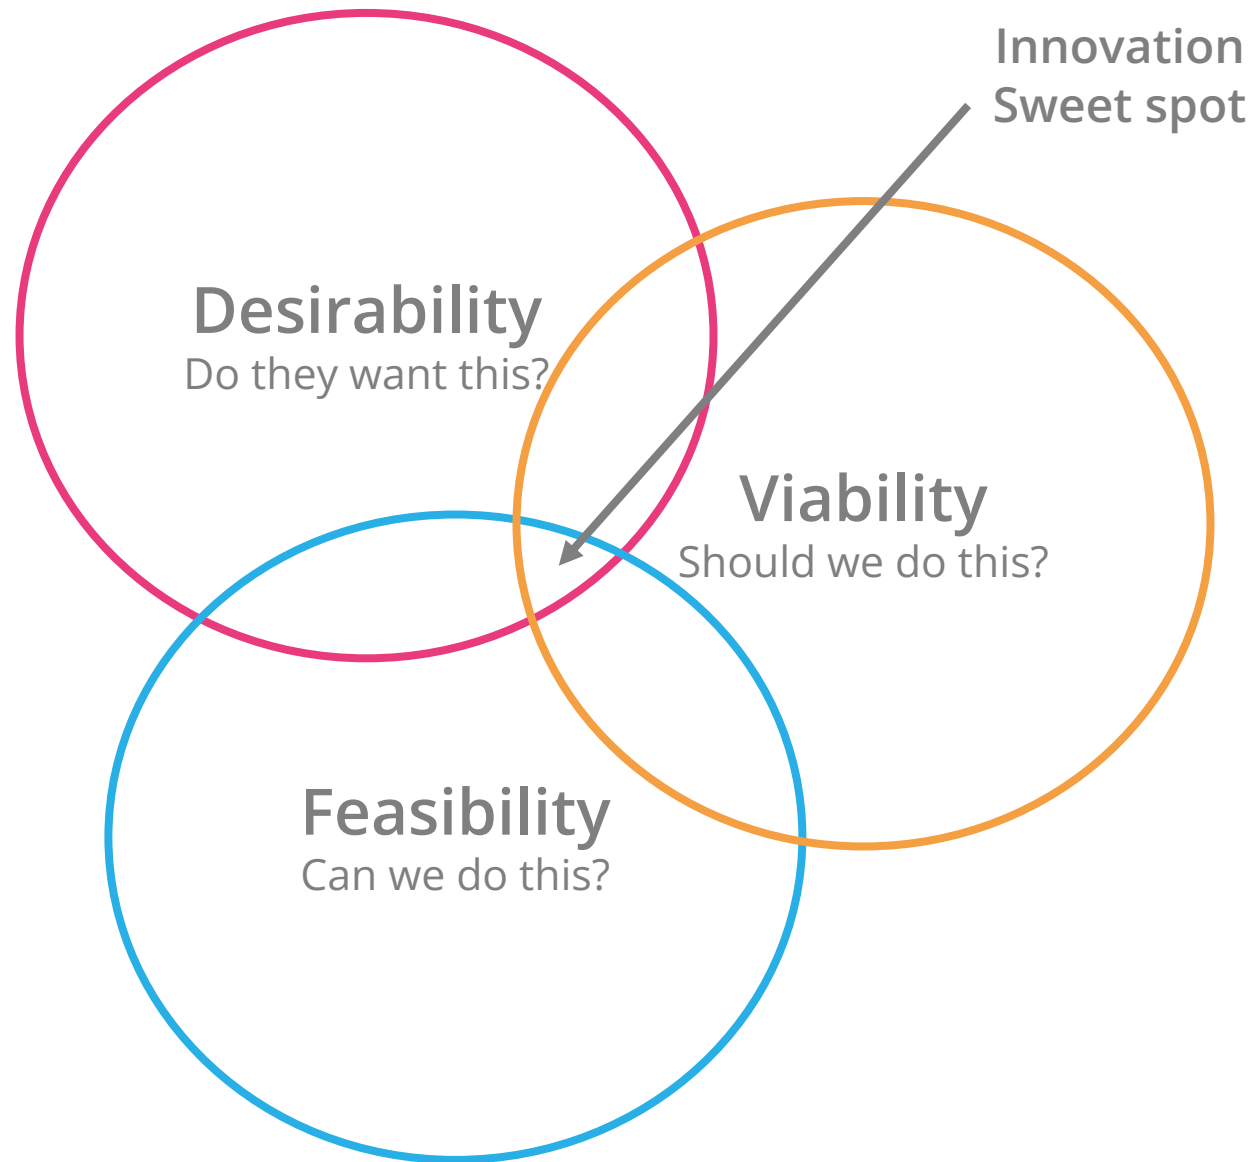 Innovation
Sweet spot
Desirability
Do they want this?
Viability
Should we do this?
Feasibility
Can we do this?